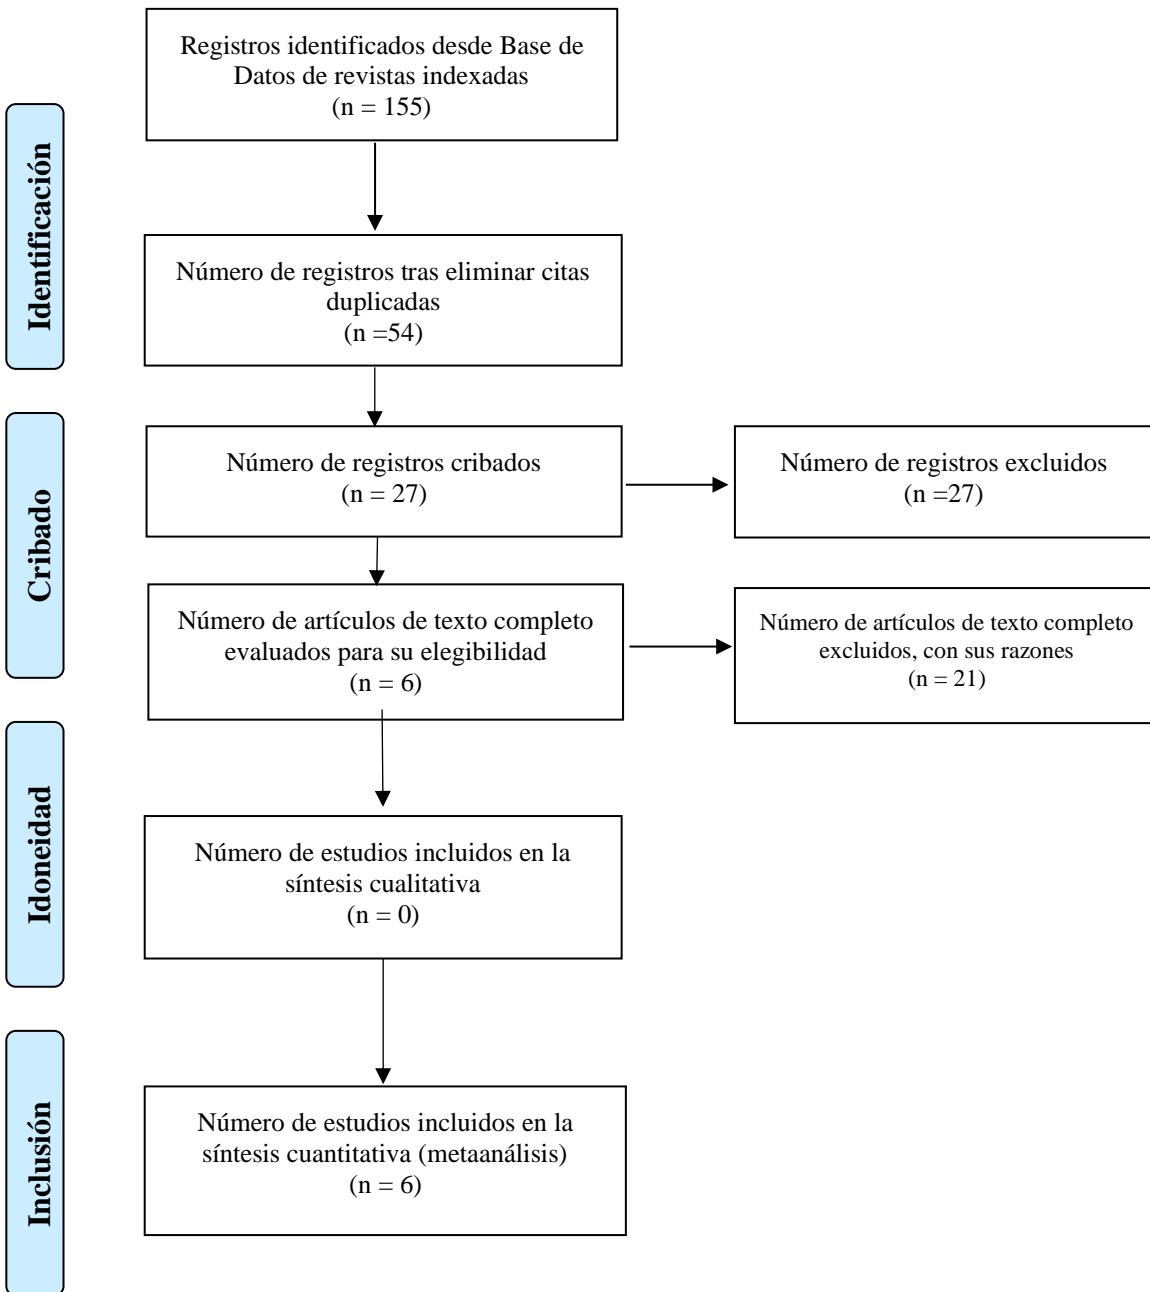 Registros identificados desde Base de
Datos de revistas indexadas
(n = 155)
Identificación
Número de registros tras eliminar citas
duplicadas
(n =54)
Cribado
Número de registros cribados
(n = 27)
Número de registros excluidos
(n =27)
Número de artículos de texto completo
evaluados para su elegibilidad
(n = 6)
Número de artículos de texto completo
excluidos, con sus razones
(n = 21)
Idoneidad
Número de estudios incluidos en la
síntesis cualitativa
(n = 0)
Inclusión
Número de estudios incluidos en la
síntesis cuantitativa (metaanálisis)
(n = 6)